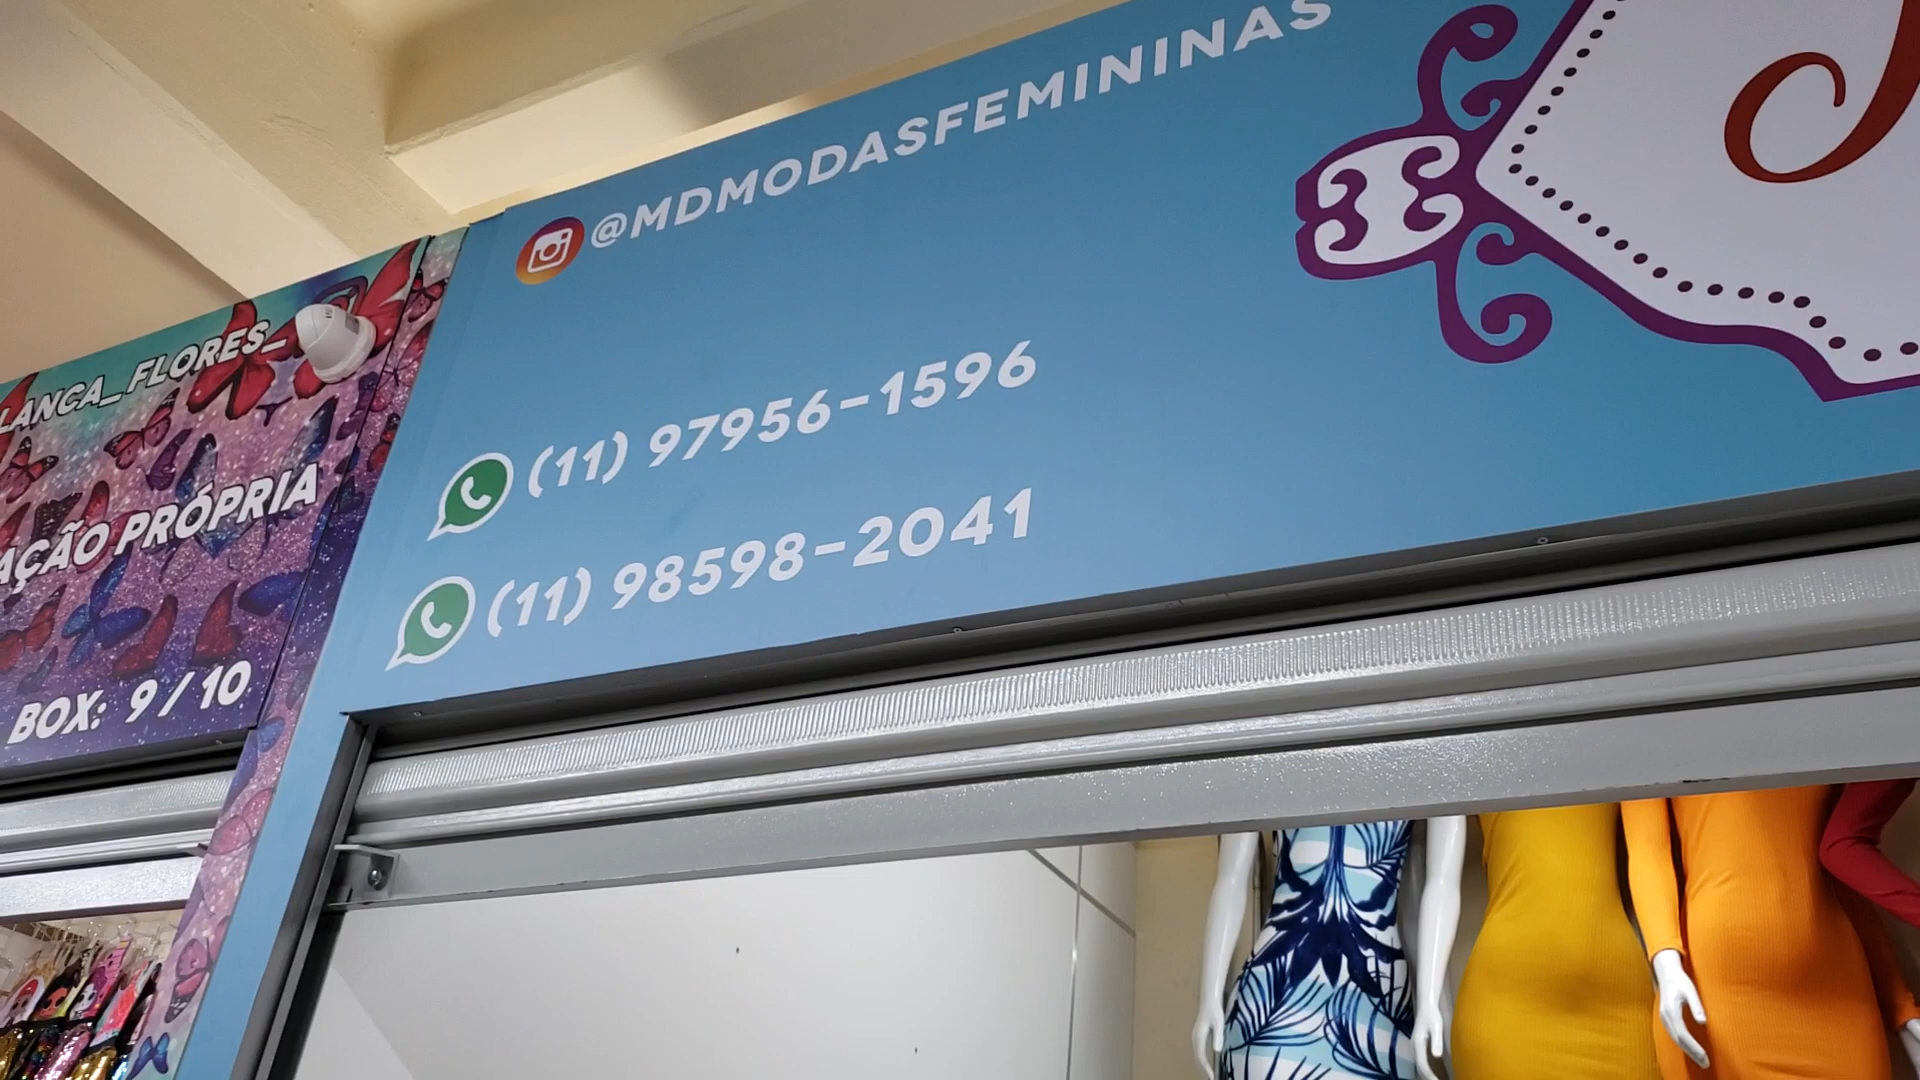 @MDMODASFEMININAS
(11) 97956-1596
(11) 98598-2041
LANCA_FLORES_
AÇÃO PRÓPRIA
BOX: 9 / 10